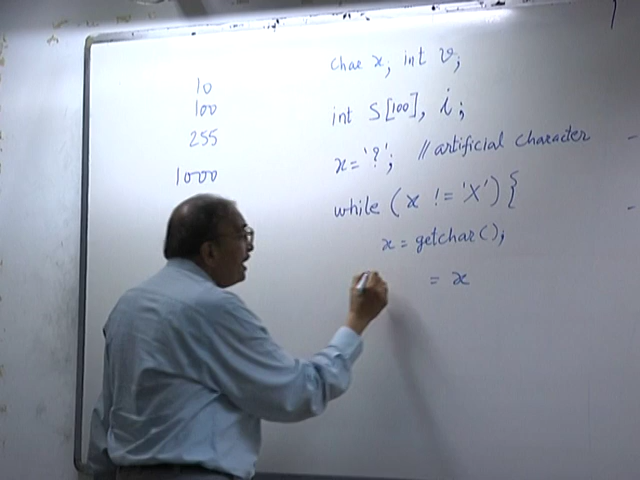 10
100
255
1000
char x; int v;
int S[100], i;
x = '?'; // artificial character
while (x != 'X') {
x = getchar();
= x